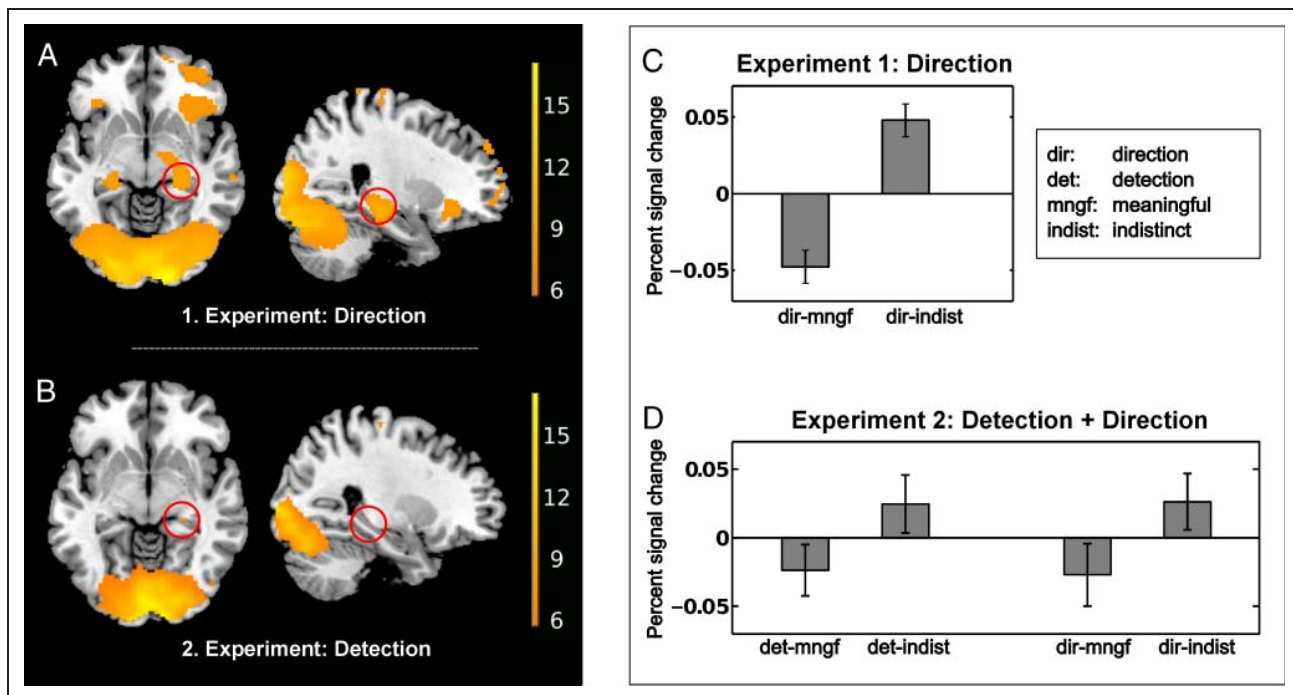 A
15
12
9
6
1. Experiment: Direction
B
15
12
9
6
2. Experiment: Detection
C
Experiment 1: Direction
Percent signal change
0.05
0
−0.05
dir-mngf dir-indist
dir: direction
det: detection
mngf: meaningful
indist: indistinct
D
Experiment 2: Detection + Direction
Percent signal change
0.05
0
−0.05
det-mngf det-indist dir-mngf dir-indist